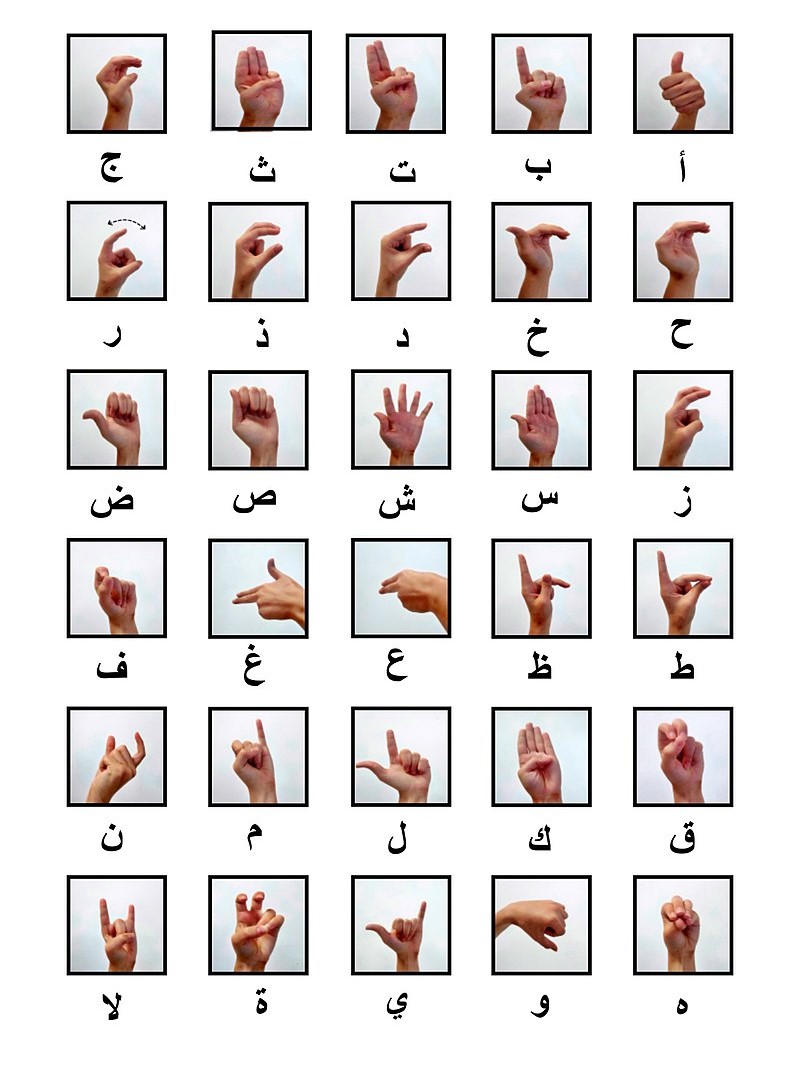 أ ب ت ث ج
ح خ د ذ ر
ز س ش ص ض
ط ظ ع غ ف
ق ك ل م ن
ه و ي ة لا